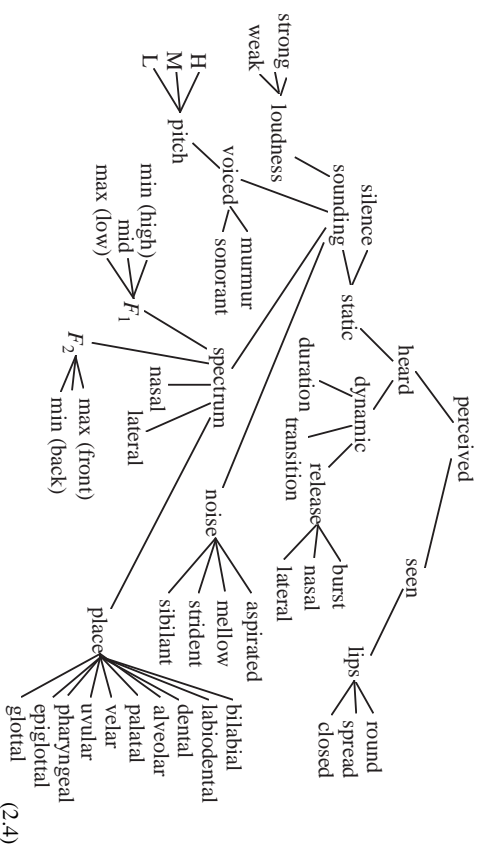 perceived
heard
seen
static
dynamic
lips
silence
sounding
duration
transition
release
round
spread
closed
burst
nasal
lateral
loudness
voiced
spectrum
noise
strong
weak
pitch
murmur
sonorant
nasal
lateral
aspirated
mellow
strident
sibilant
H
M
L
F1
F2
place
min (high)
mid
max (low)
max (front)
min (back)
bilabial
labiodental
dental
alveolar
palatal
velar
uvular
pharyngeal
epiglottal
glottal
(2.4)